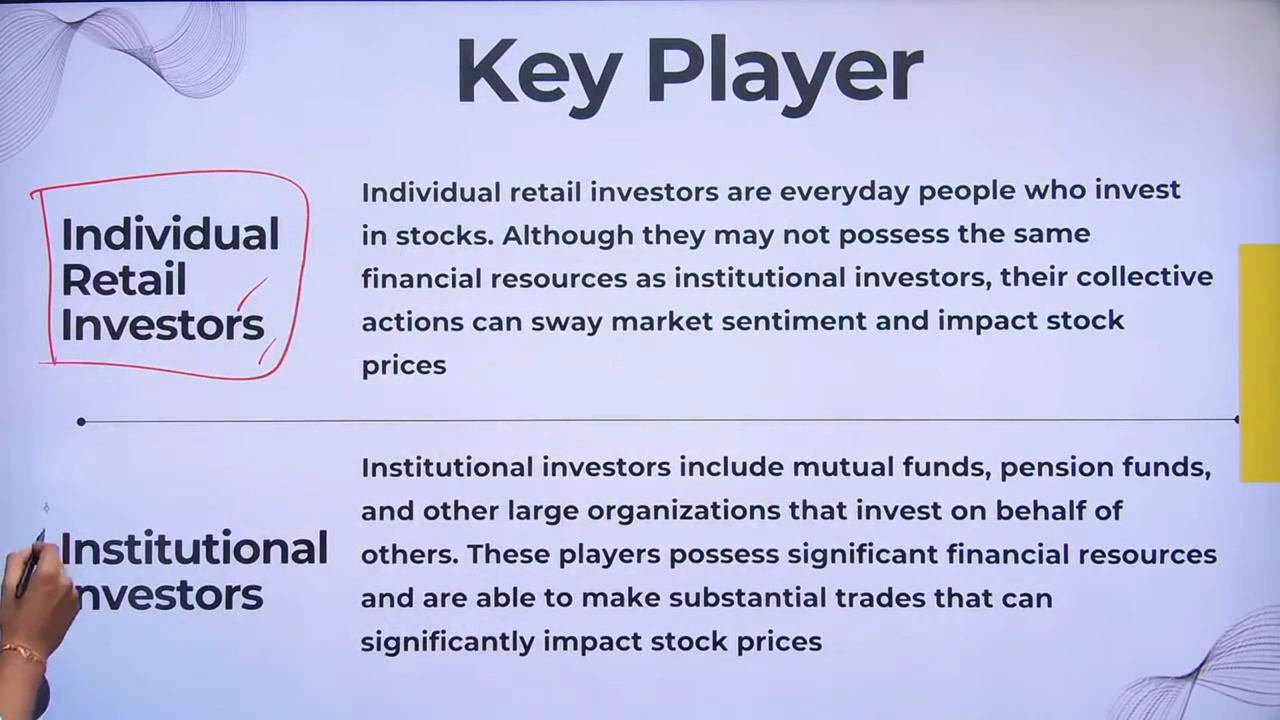 Key Player
Individual
Retail
Investors
Individual retail investors are everyday people who invest
in stocks. Although they may not possess the same
financial resources as institutional investors, their collective
actions can sway market sentiment and impact stock
prices
Institutional
Investors
Institutional investors include mutual funds, pension funds,
and other large organizations that invest on behalf of
others. These players possess significant financial resources
and are able to make substantial trades that can
significantly impact stock prices